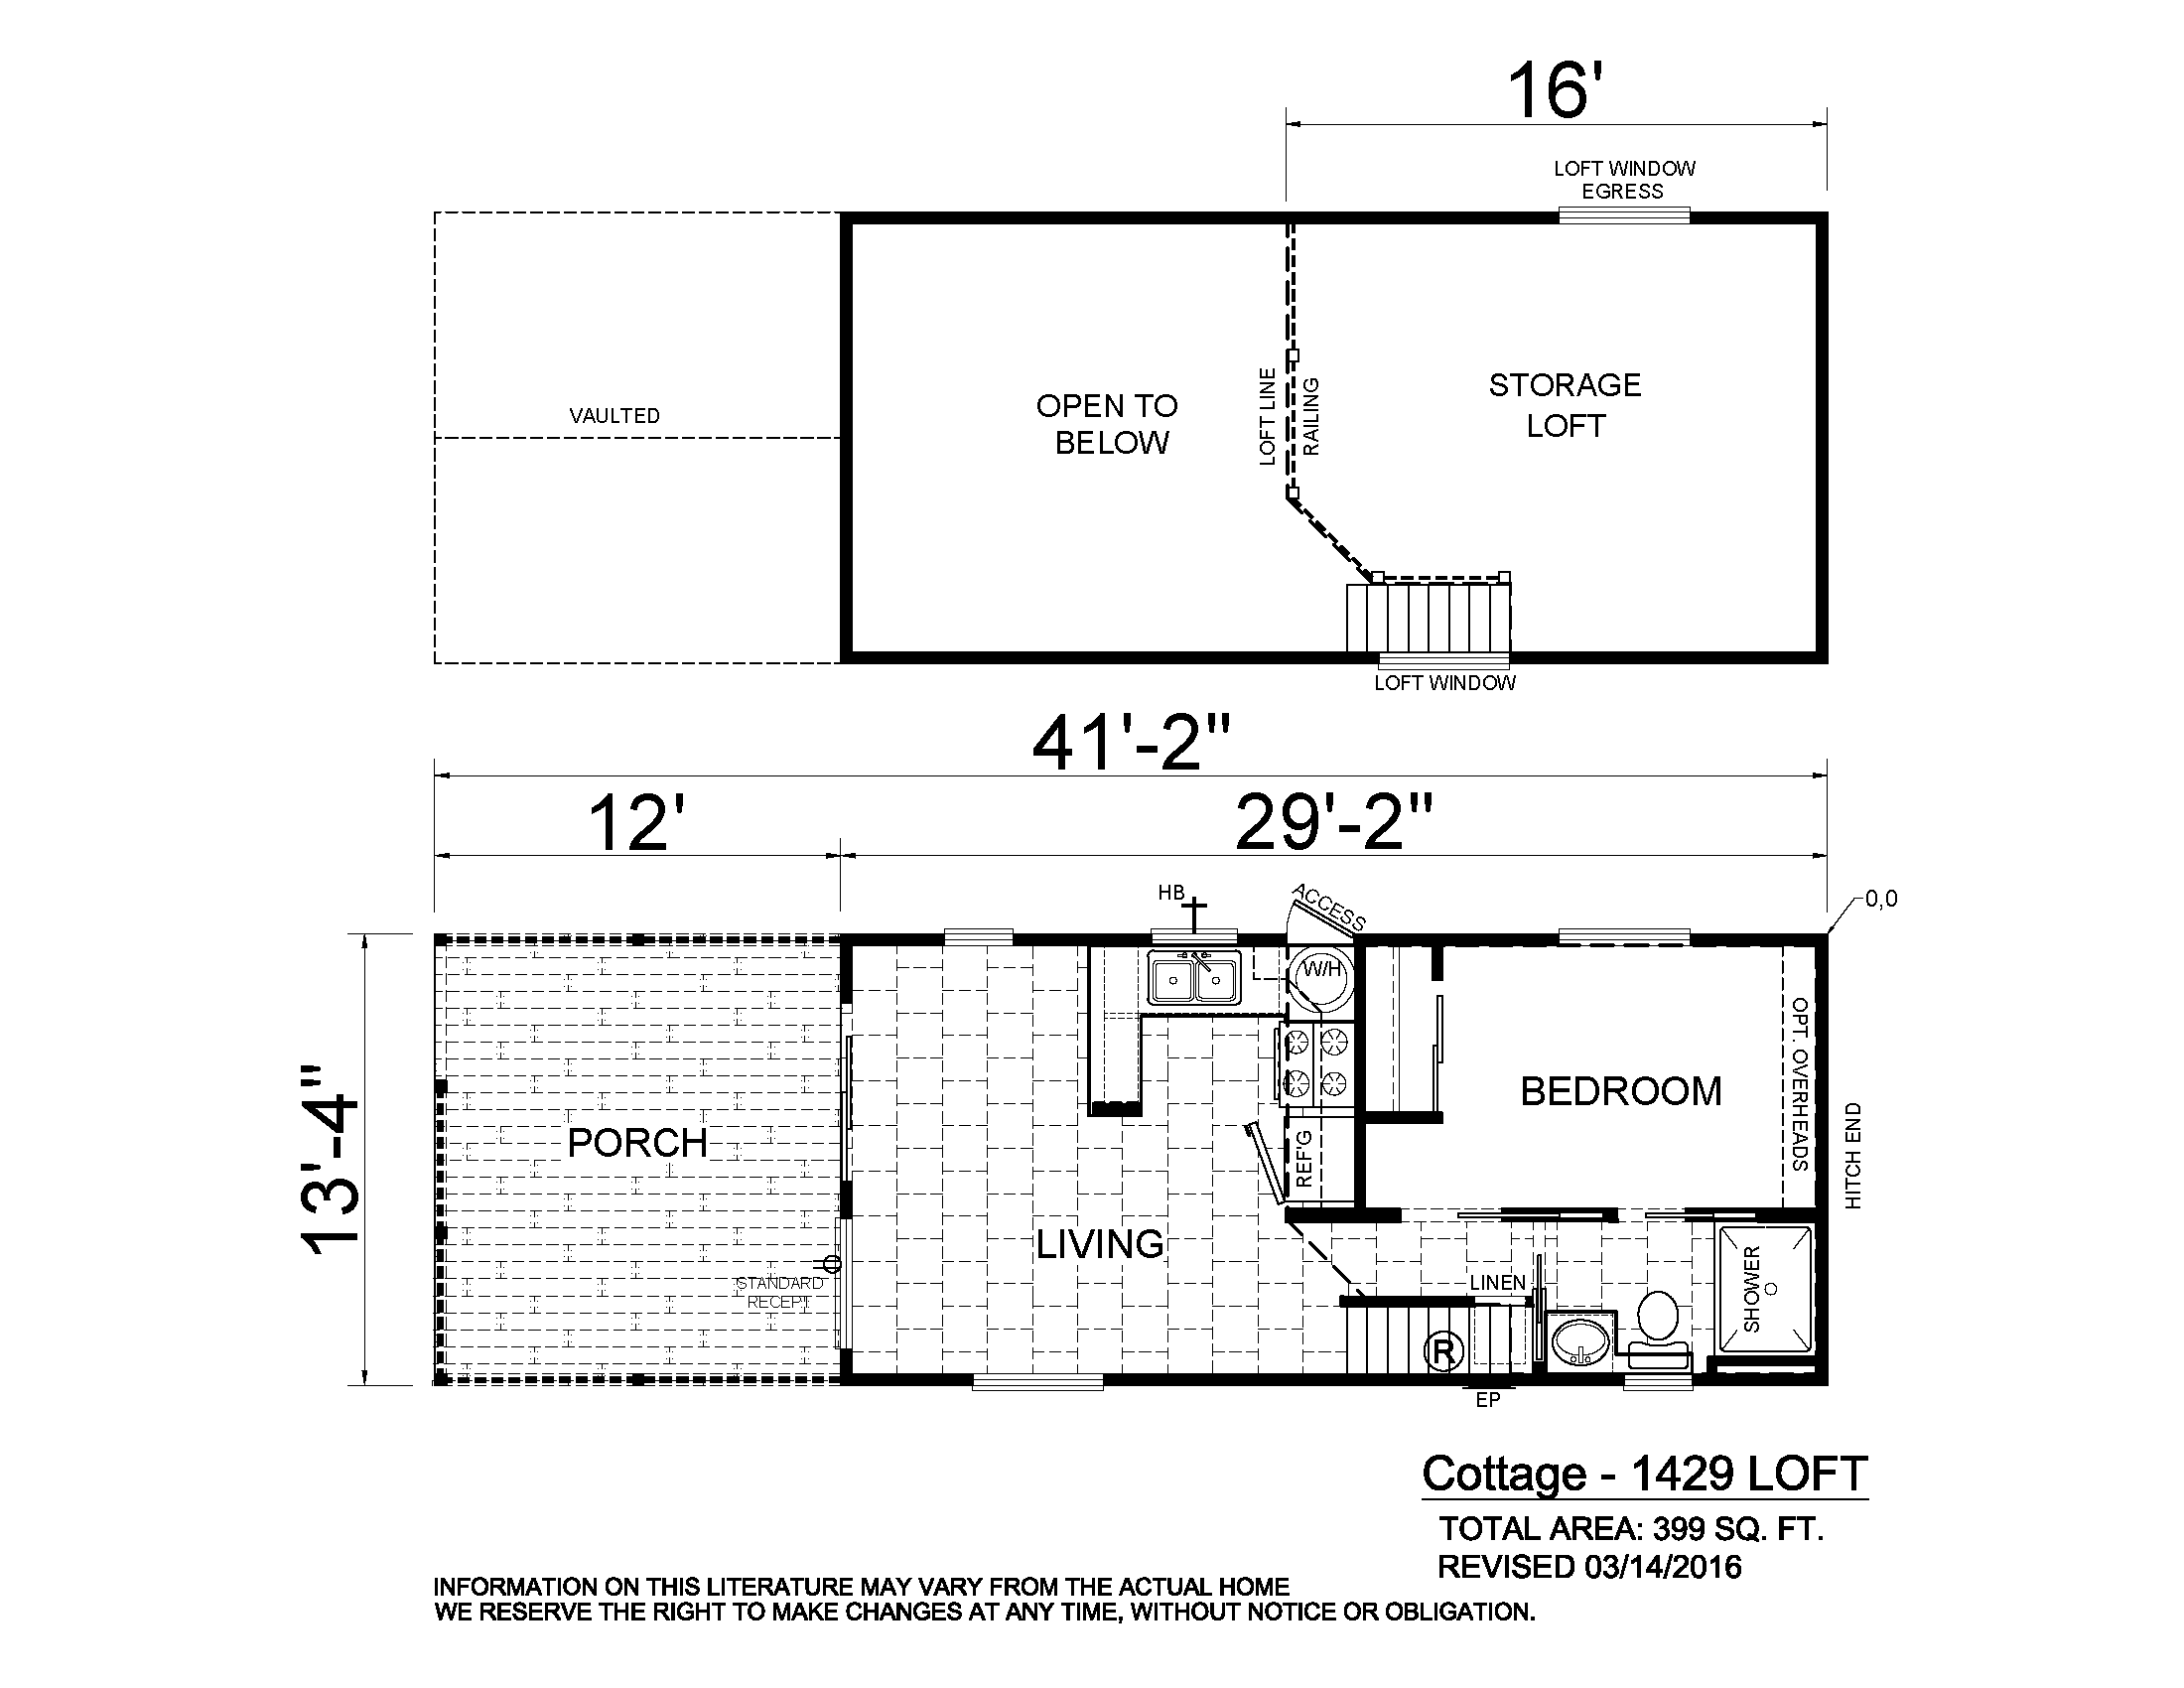 16'
LOFT WINDOW
EGRESS
VAULTED
OPEN TO
BELOW
LOFT LINE
RAILING
STORAGE
LOFT
LOFT WINDOW
41'-2"
12'
29'-2"
HB
ACCESS
0,0
13'-4"
W/H
PORCH
LIVING
REF'G
BEDROOM
OPT. OVERHEADS
HITCH END
STANDARD
RECEPT
LINEN
SHOWER
R
EP
Cottage - 1429 LOFT
TOTAL AREA: 399 SQ. FT.
REVISED 03/14/2016
INFORMATION ON THIS LITERATURE MAY VARY FROM THE ACTUAL HOME
WE RESERVE THE RIGHT TO MAKE CHANGES AT ANY TIME, WITHOUT NOTICE OR OBLIGATION.